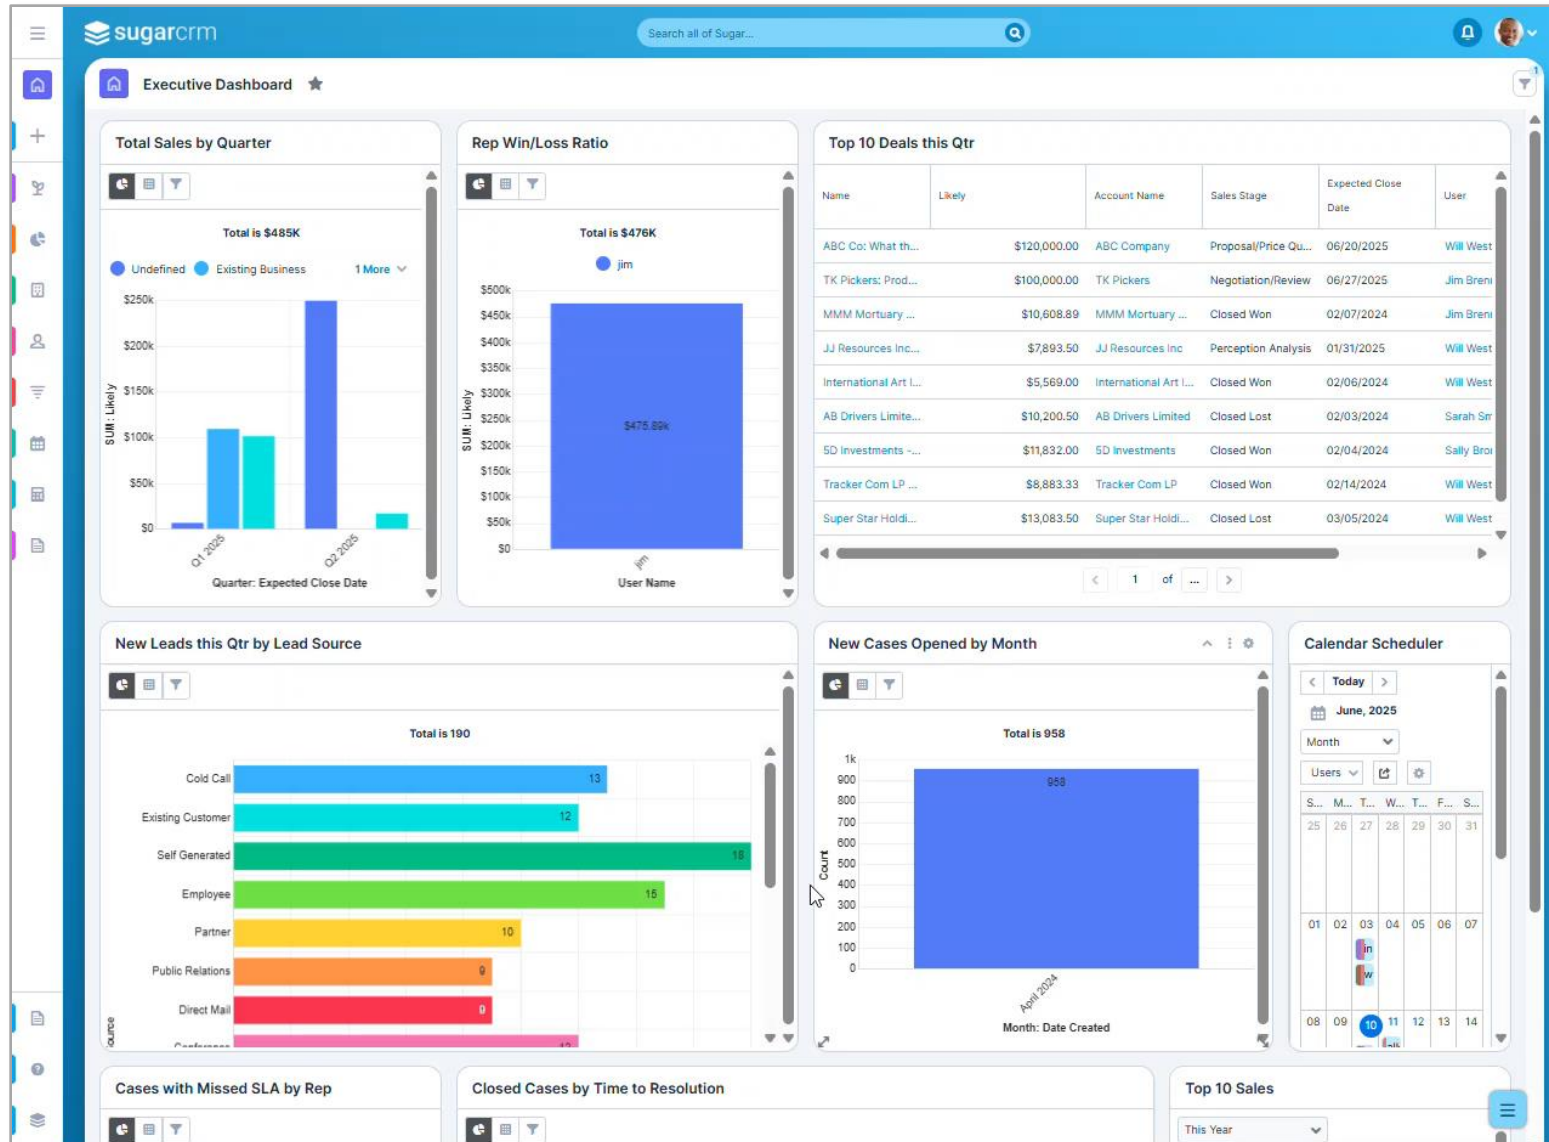 sugarcrm
Search all of Sugar...
Executive Dashboard
1
Total Sales by Quarter
Total is $485K
Undefined Existing Business 1 More
$250k
$200k
$150k
$100k
$50k
$0
SUM: Likely
Q1 2025 Q2 2025
Quarter: Expected Close Date
Rep Win/Loss Ratio
Total is $476K
jim
$500k
$450k
$400k
$350k
$300k
$250k
$200k
$150k
$100k
$50k
$0
SUM: Likely
$475.89k
jim
User Name
Top 10 Deals this Qtr
Name Likely Account Name Sales Stage Expected Close Date User
ABC Co: What th... $120,000.00 ABC Company Proposal/Price Qu... 06/20/2025 Will West
TK Pickers: Prod... $100,000.00 TK Pickers Negotiation/Review 06/27/2025 Jim Bren
MMM Mortuary ... $10,608.89 MMM Mortuary ... Closed Won 02/07/2024 Jim Bren
JJ Resources Inc... $7,893.50 JJ Resources Inc Perception Analysis 01/31/2025 Will West
International Art I... $5,569.00 International Art I... Closed Won 02/06/2024 Will West
AB Drivers Limite... $10,200.50 AB Drivers Limited Closed Lost 02/03/2024 Sarah Sm
5D Investments -... $11,832.00 5D Investments Closed Won 02/04/2024 Sally Bro
Tracker Com LP ... $8,883.33 Tracker Com LP Closed Won 02/14/2024 Will West
Super Star Holdi... $13,083.50 Super Star Holdi... Closed Lost 03/05/2024 Will West
1 of ...
New Leads this Qtr by Lead Source
Total is 190
Cold Call 13
Existing Customer 12
Self Generated 18
Employee 15
Partner 10
Public Relations 9
Direct Mail 9
Conference 12
New Cases Opened by Month
Total is 958
1k
900
800
700
600
500
400
300
200
100
0
Count
958
April 2024
Month: Date Created
Calendar Scheduler
Today
June, 2025
Month
Users
S... M... T... W... T... F... S...
25 26 27 28 29 30 31
01 02 03 04 05 06 07
in
w
08 09 10 11 12 13 14
Cases with Missed SLA by Rep
Closed Cases by Time to Resolution
Top 10 Sales
This Year